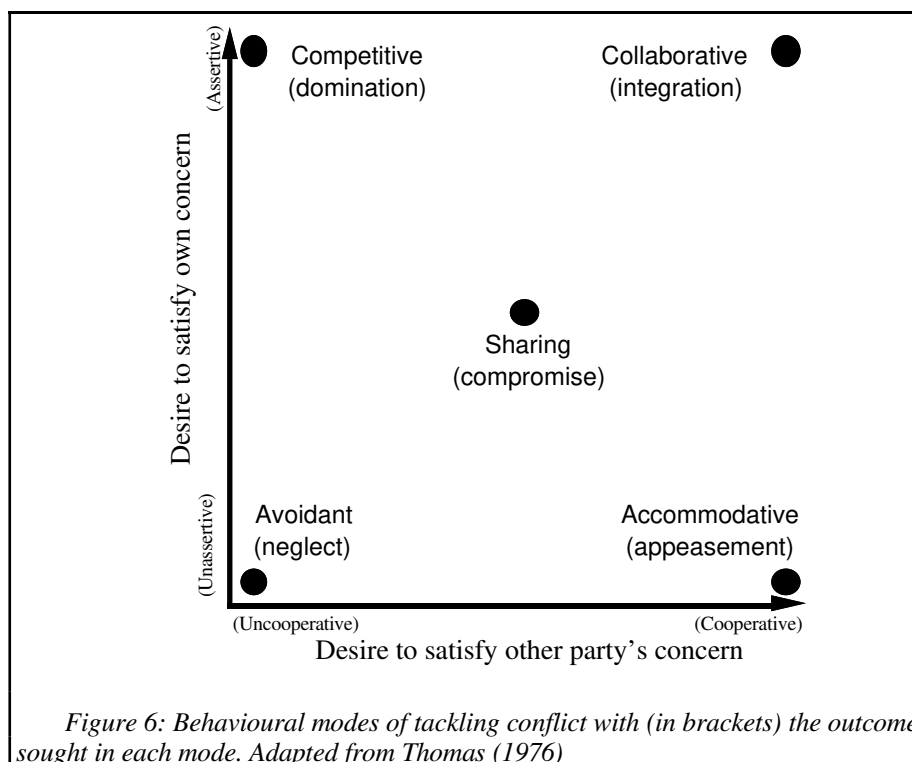 Competitive
(domination)
Collaborative
(integration)
(Assertive)
Desire to satisfy own concern
Sharing
(compromise)
(Unassertive)
Avoidant
(neglect)
Accommodative
(appeasement)
(Uncooperative)
(Cooperative)
Desire to satisfy other party's concern
Figure 6: Behavioural modes of tackling conflict with (in brackets) the outcome
sought in each mode. Adapted from Thomas (1976)